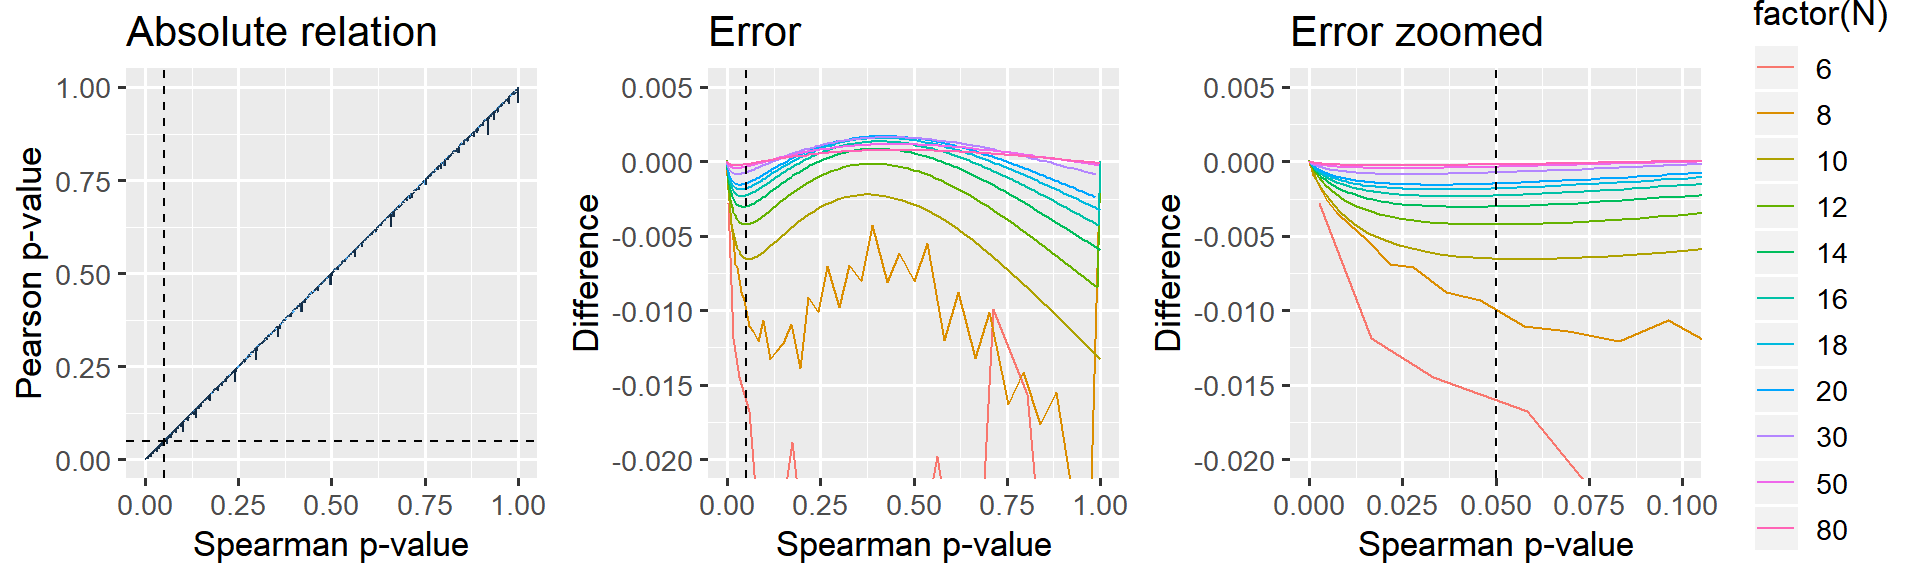 Absolute relation
Pearson p-value
1.00
0.75
0.50
0.25
0.00
0.00 0.25 0.50 0.75 1.00
Spearman p-value
Error
Difference
0.005
0.000
-0.005
-0.010
-0.015
-0.020
0.00 0.25 0.50 0.75 1.00
Spearman p-value
Error zoomed
Difference
0.005
0.000
-0.005
-0.010
-0.015
-0.020
0.000 0.025 0.050 0.075 0.100
Spearman p-value
factor(N)
6
8
10
12
14
16
18
20
30
50
80